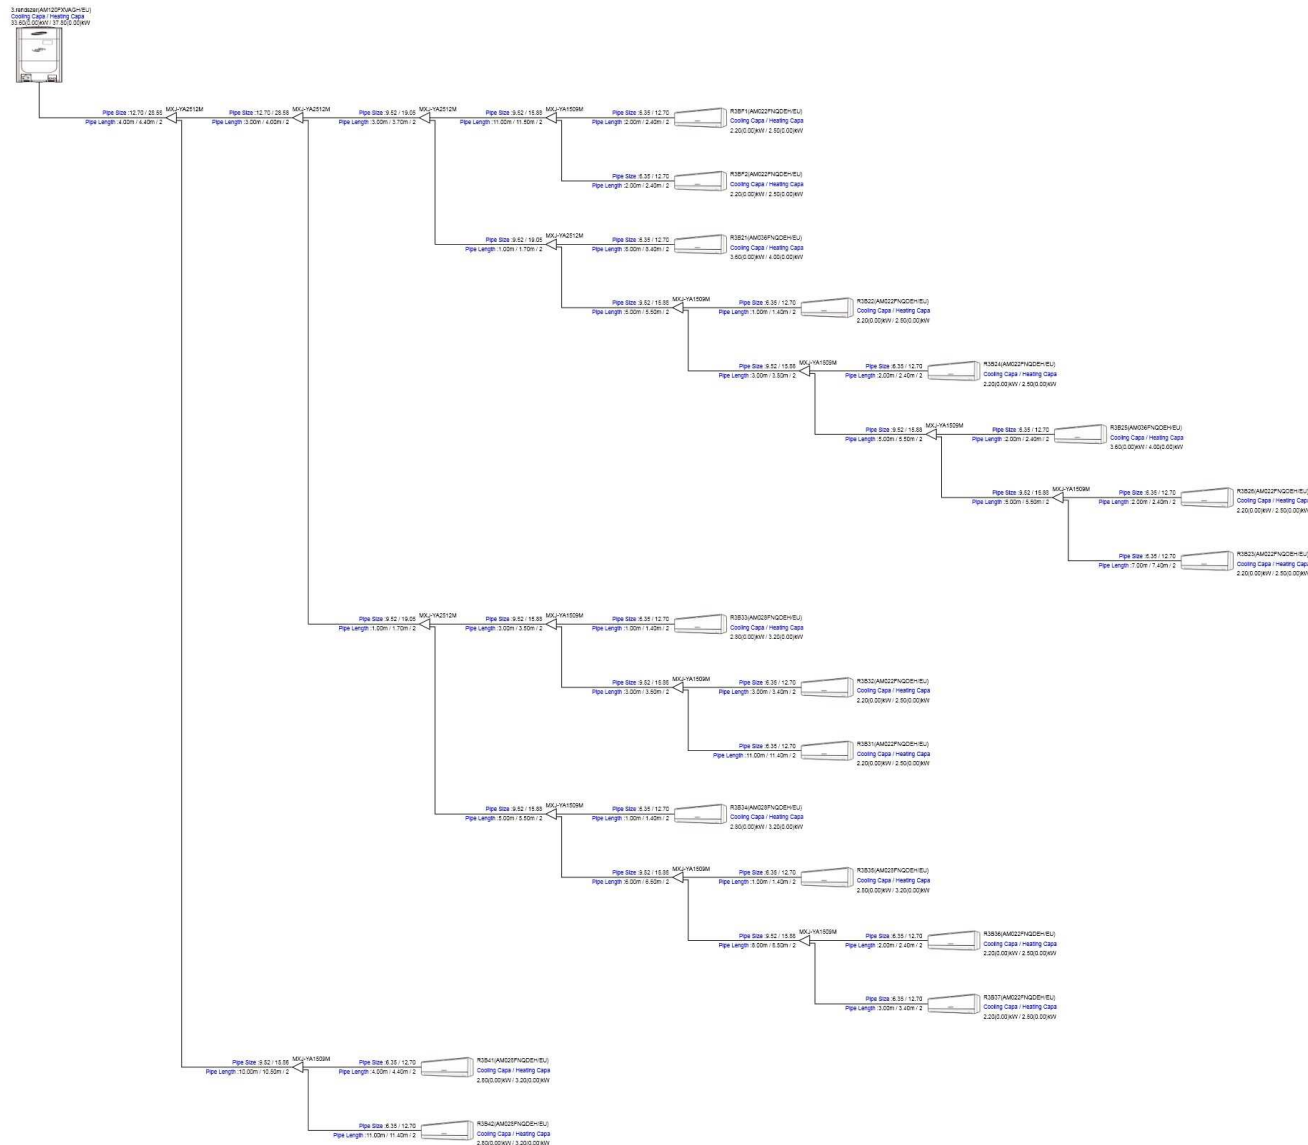 3.rendszer(AM120FXVAGH/EU)
Cooling Capa / Heating Capa
33.60(0.00)kW / 37.80(0.00)kW
Pipe Size :12.70 / 28.58
Pipe Length :4.00m / 4.40m / 2
MXJ-YA2512M
Pipe Size :12.70 / 28.58
Pipe Length :3.00m / 4.00m / 2
MXJ-YA2512M
Pipe Size :9.52 / 19.05
Pipe Length :3.00m / 3.70m / 2
MXJ-YA2512M
Pipe Size :9.52 / 15.88
Pipe Length :11.00m / 11.50m / 2
MXJ-YA1509M
Pipe Size :6.35 / 12.70
Pipe Length :2.00m / 2.40m / 2
R3BF1(AM022FNQDEH/EU)
Cooling Capa / Heating Capa
2.20(0.00)kW / 2.50(0.00)kW
Pipe Size :6.35 / 12.70
Pipe Length :2.00m / 2.40m / 2
R3BF2(AM022FNQDEH/EU)
Cooling Capa / Heating Capa
2.20(0.00)kW / 2.50(0.00)kW
Pipe Size :9.52 / 19.05
Pipe Length :1.00m / 1.70m / 2
MXJ-YA2512M
Pipe Size :6.35 / 12.70
R3B21(AM036FNQDEH/EU)
Cooling Capa / Heating Capa
3.60(0.00)kW / 4.00(0.00)kW
Pipe Size :9.52 / 15.88
Pipe Length :5.00m / 5.50m / 2
MXJ-YA1509M
Pipe Size :6.35 / 12.70
Pipe Length :1.00m / 1.40m / 2
R3B22(AM022FNQDEH/EU)
Cooling Capa / Heating Capa
2.20(0.00)kW / 2.50(0.00)kW
Pipe Size :9.52 / 15.88
Pipe Length :3.00m / 3.50m / 2
MXJ-YA1509M
Pipe Size :6.35 / 12.70
Pipe Length :2.00m / 2.40m / 2
R3B24(AM022FNQDEH/EU)
Cooling Capa / Heating Capa
2.20(0.00)kW / 2.50(0.00)kW
Pipe Size :9.52 / 15.88
Pipe Length :5.00m / 5.50m / 2
MXJ-YA1509M
Pipe Size :6.35 / 12.70
Pipe Length :2.00m / 2.40m / 2
R3B25(AM036FNQDEH/EU)
Cooling Capa / Heating Capa
3.60(0.00)kW / 4.00(0.00)kW
Pipe Size :9.52 / 15.88
Pipe Length :5.00m / 5.50m / 2
MXJ-YA1509M
Pipe Size :6.35 / 12.70
Pipe Length :2.00m / 2.40m / 2
R3B26(AM022FNQDEH/EU)
Cooling Capa / Heating Capa
2.20(0.00)kW / 2.50(0.00)kW
Pipe Size :6.35 / 12.70
Pipe Length :7.00m / 7.40m / 2
R3B23(AM022FNQDEH/EU)
Cooling Capa / Heating Capa
2.20(0.00)kW / 2.50(0.00)kW
Pipe Size :9.52 / 19.05
Pipe Length :1.00m / 1.70m / 2
MXJ-YA2512M
Pipe Size :9.52 / 15.88
Pipe Length :3.00m / 3.50m / 2
MXJ-YA1509M
Pipe Size :6.35 / 12.70
Pipe Length :1.00m / 1.40m / 2
R3B33(AM028FNQDEH/EU)
Cooling Capa / Heating Capa
2.80(0.00)kW / 3.20(0.00)kW
Pipe Size :9.52 / 15.88
Pipe Length :3.00m / 3.50m / 2
MXJ-YA1509M
Pipe Size :6.35 / 12.70
Pipe Length :3.00m / 3.40m / 2
R3B32(AM022FNQDEH/EU)
Cooling Capa / Heating Capa
2.20(0.00)kW / 2.50(0.00)kW
Pipe Size :6.35 / 12.70
Pipe Length :11.00m / 11.40m / 2
R3B31(AM022FNQDEH/EU)
Cooling Capa / Heating Capa
2.20(0.00)kW / 2.50(0.00)kW
Pipe Size :9.52 / 15.88
Pipe Length :5.00m / 5.50m / 2
MXJ-YA1509M
Pipe Size :6.35 / 12.70
Pipe Length :1.00m / 1.40m / 2
R3B34(AM028FNQDEH/EU)
Cooling Capa / Heating Capa
2.80(0.00)kW / 3.20(0.00)kW
Pipe Size :9.52 / 15.88
Pipe Length :6.00m / 6.50m / 2
MXJ-YA1509M
Pipe Size :6.35 / 12.70
Pipe Length :1.00m / 1.40m / 2
R3B35(AM028FNQDEH/EU)
Cooling Capa / Heating Capa
2.80(0.00)kW / 3.20(0.00)kW
Pipe Size :9.52 / 15.88
MXJ-YA1509M
Pipe Size :6.35 / 12.70
Pipe Length :2.00m / 2.40m / 2
R3B36(AM022FNQDEH/EU)
Cooling Capa / Heating Capa
2.20(0.00)kW / 2.50(0.00)kW
Pipe Size :6.35 / 12.70
Pipe Length :3.00m / 3.40m / 2
R3B37(AM022FNQDEH/EU)
Cooling Capa / Heating Capa
2.20(0.00)kW / 2.50(0.00)kW
Pipe Size :9.52 / 15.88
Pipe Length :10.00m / 10.50m / 2
MXJ-YA1509M
Pipe Size :6.35 / 12.70
Pipe Length :4.00m / 4.40m / 2
R3B41(AM028FNQDEH/EU)
Cooling Capa / Heating Capa
2.80(0.00)kW / 3.20(0.00)kW
Pipe Size :6.35 / 12.70
Pipe Length :11.00m / 11.40m / 2
R3B42(AM028FNQDEH/EU)
Cooling Capa / Heating Capa
2.80(0.00)kW / 3.20(0.00)kW